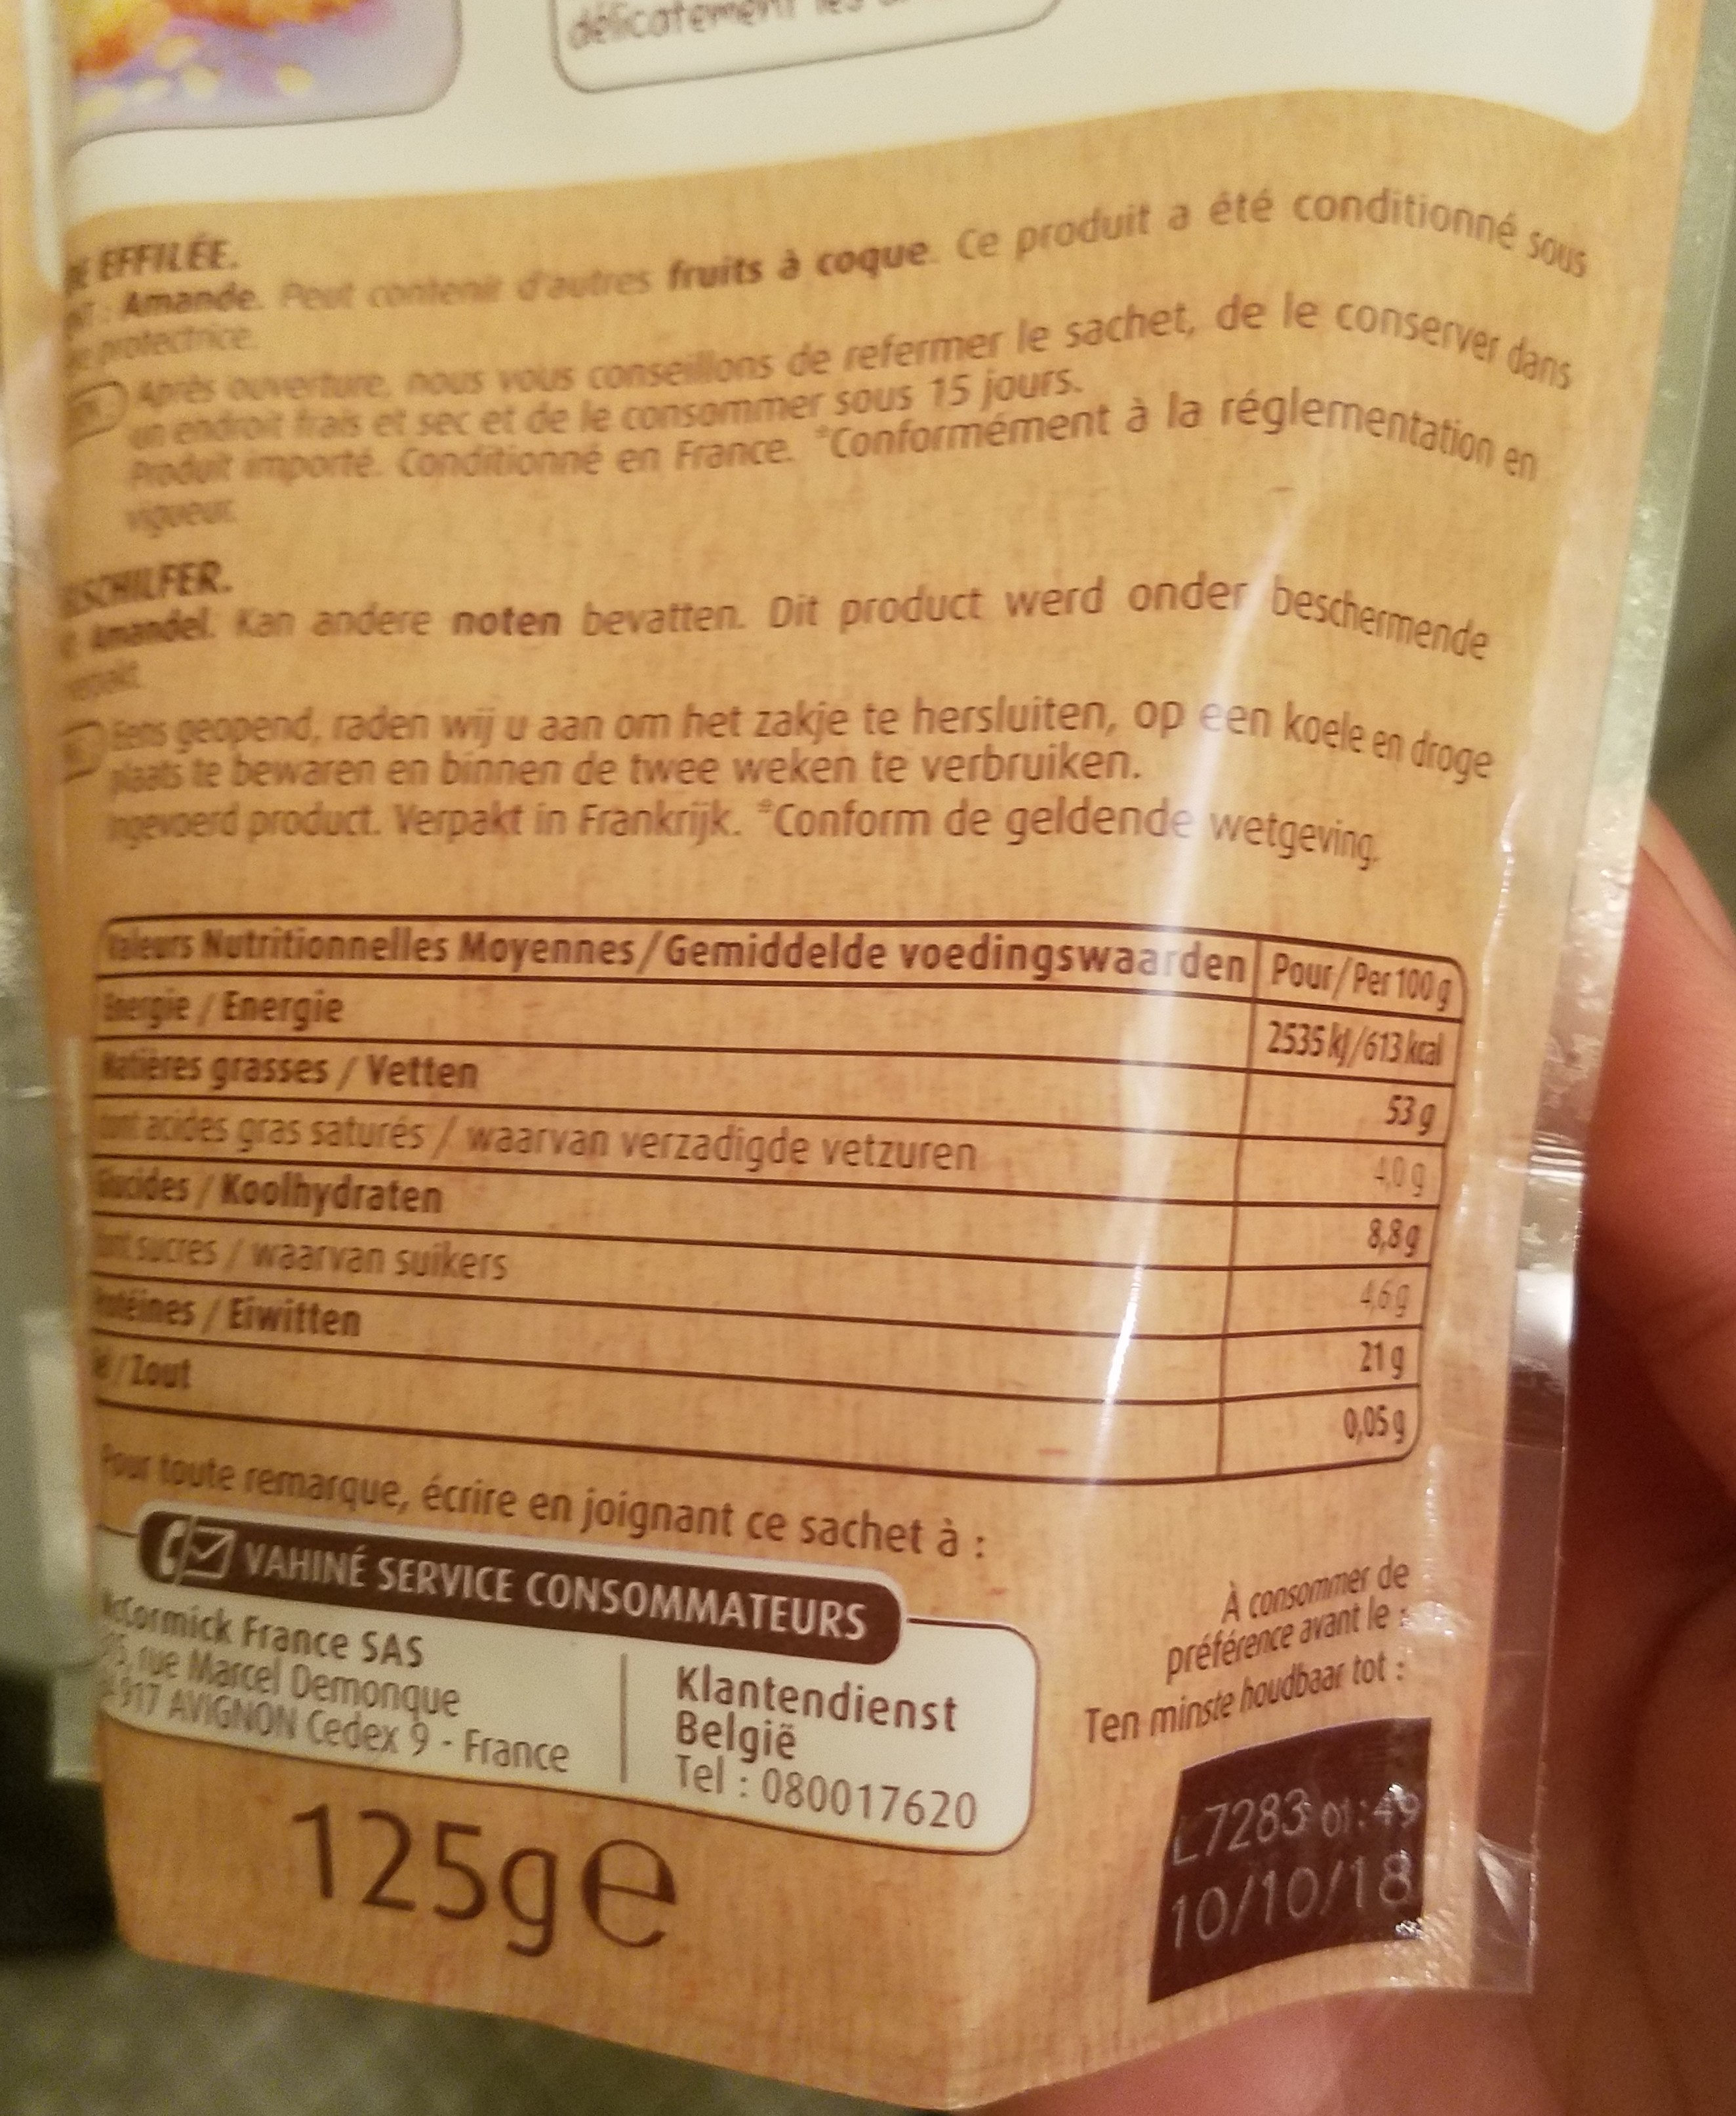 délicatement les
EFFILÉE.
: Amande. Peut contenir d'autres fruits à coque. Ce produit a été conditionné sous
protectrice.
Après ouverture, nous vous conseillons de refermer le sachet, de le conserver dans
un endroit frais et sec et de le consommer sous 15 jours.
Produit importé. Conditionné en France. *Conformément à la réglementation en
vigueur.
SCHILFER.
Amandel. Kan andere noten bevatten. Dit product werd onder beschermende
Eens geopend, raden wij u aan om het zakje te hersluiten, op een koele en droge
plaats te bewaren en binnen de twee weken te verbruiken.
Ingevoerd product. Verpakt in Frankrijk. *Conform de geldende wetgeving.
Valeurs Nutritionnelles Moyennes/Gemiddelde voedingswaarden Pour/Per 100 g
Energie / Energie 2535 kJ/613 kcal
Matières grasses / Vetten 53 g
dont acides gras saturés / waarvan verzadigde vetzuren 4,0 g
Glucides / Koolhydraten 8,8 g
dont sucres / waarvan suikers 4,6 g
Protéines / Eiwitten 21 g
/ Zout 0,05 g
Pour toute remarque, écrire en joignant ce sachet à :
VAHINÉ SERVICE CONSOMMATEURS
McCormick France SAS
rue Marcel Demonque
AVIGNON Cedex 9 - France
Klantendienst
België
Tel : 080017620
À consommer de
préférence avant le :
Ten minste houdbaar tot :
L7283 01:49
10/10/18
125ge